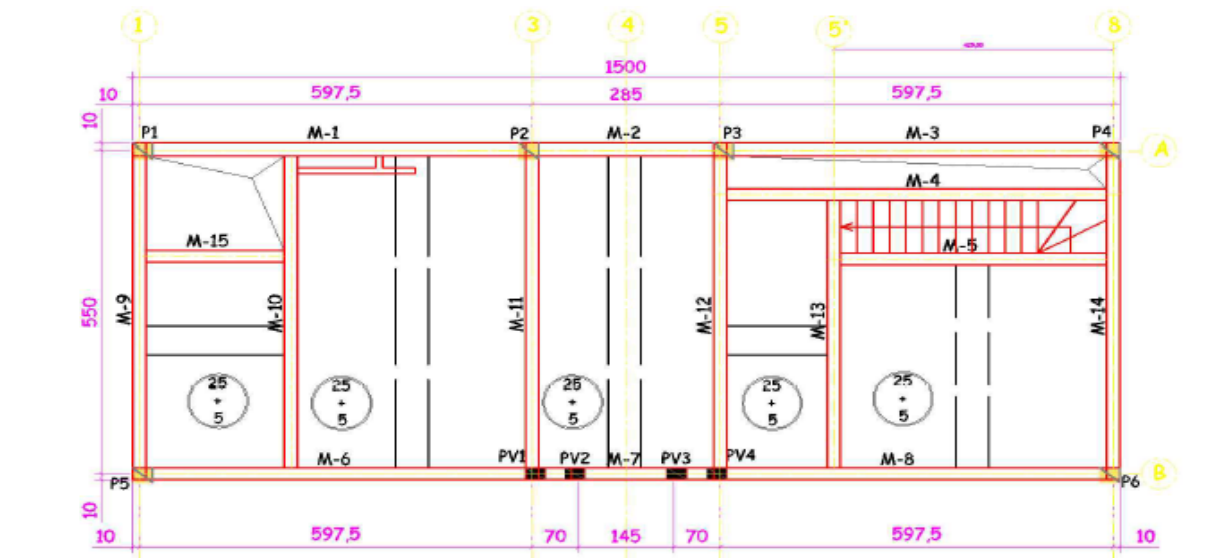 1 3 4 5 5' 8
1500
10 597,5 285 597,5
10
P1 M-1 P2 M-2 P3 M-3 P4
A
M-4
M-15 M-5
550 M-9 M-10 M-11 M-12 M-13 M-14
25 25 25 25 25
+ + + + +
5 5 5 5 5
M-6 PV1 PV2 M-7 PV3 PV4 M-8
P5 B P6
10
10 597,5 70 145 70 597,5 10